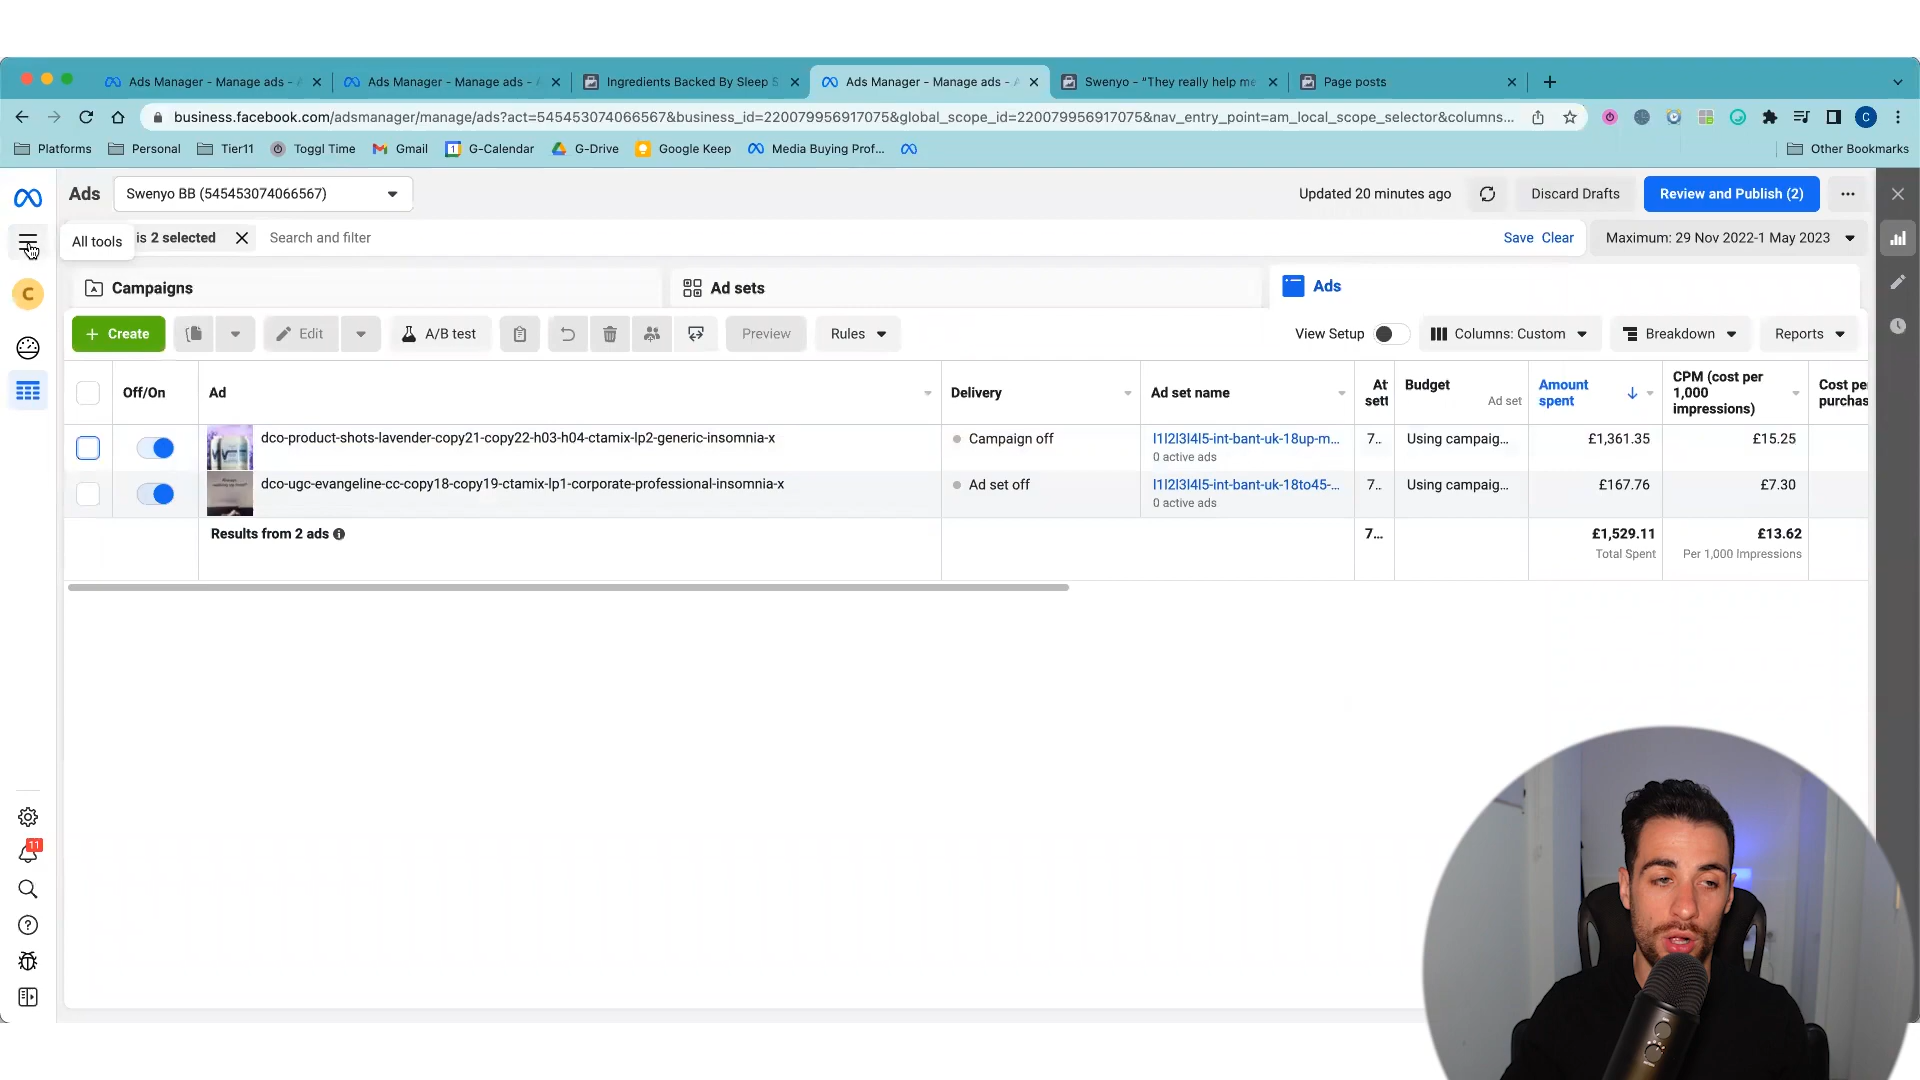 Ads Manager - Manage ads -
Ads Manager - Manage ads -
Ingredients Backed By Sleep S
Ads Manager - Manage ads -
Swenyo - "They really help me
Page posts
business.facebook.com/adsmanager/manage/ads?act=545453074066567&business_id=220079956917075&global_scope_id=220079956917075&nav_entry_point=am_local_scope_selector&columns...
C
Platforms
Personal
Tier11
Toggl Time
Gmail
1
G-Calendar
G-Drive
Google Keep
Media Buying Prof...
Other Bookmarks
Ads
Swenyo BB (545453074066567)
Updated 20 minutes ago
Discard Drafts
Review and Publish (2)
All tools
is 2 selected
Search and filter
Save
Clear
Maximum: 29 Nov 2022-1 May 2023
C
Campaigns
Ad sets
Ads
+ Create
Edit
A/B test
Preview
Rules
View Setup
Columns: Custom
Breakdown
Reports
Off/On
Ad
Delivery
Ad set name
At
sett
Budget
Ad set
Amount
spent
CPM (cost per
1,000
impressions)
Cost pe
purchas
dco-product-shots-lavender-copy21-copy22-h03-h04-ctamix-lp2-generic-insomnia-x
Campaign off
l1l2l3l4l5-int-bant-uk-18up-m...
0 active ads
7..
Using campaig...
£1,361.35
£15.25
dco-ugc-evangeline-cc-copy18-copy19-ctamix-lp1-corporate-professional-insomnia-x
Ad set off
l1l2l3l4l5-int-bant-uk-18to45-...
0 active ads
7..
Using campaig...
£167.76
£7.30
Results from 2 ads
7...
£1,529.11
Total Spent
£13.62
Per 1,000 Impressions
11